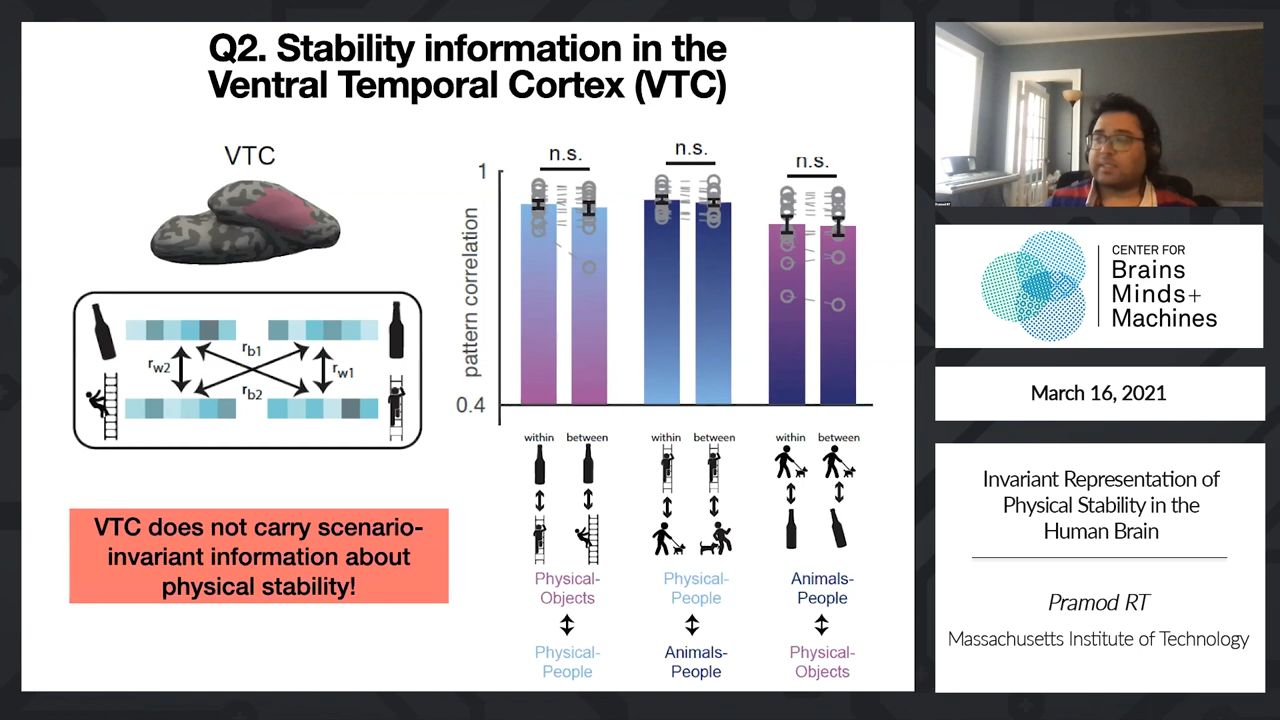 Q2. Stability information in the
Ventral Temporal Cortex (VTC)
VTC
rw2
rb1
rb2
rw1
VTC does not carry scenario-
invariant information about
physical stability!
pattern correlation
1
0.4
n.s.
n.s.
n.s.
within between
within between
within between
Physical-
Objects
Physical-
People
Physical-
People
Animals-
People
Animals-
People
Physical-
Objects
Pramod RT
CENTER FOR
Brains
Minds+
Machines
March 16, 2021
Invariant Representation of
Physical Stability in the
Human Brain
Pramod RT
Massachusetts Institute of Technology